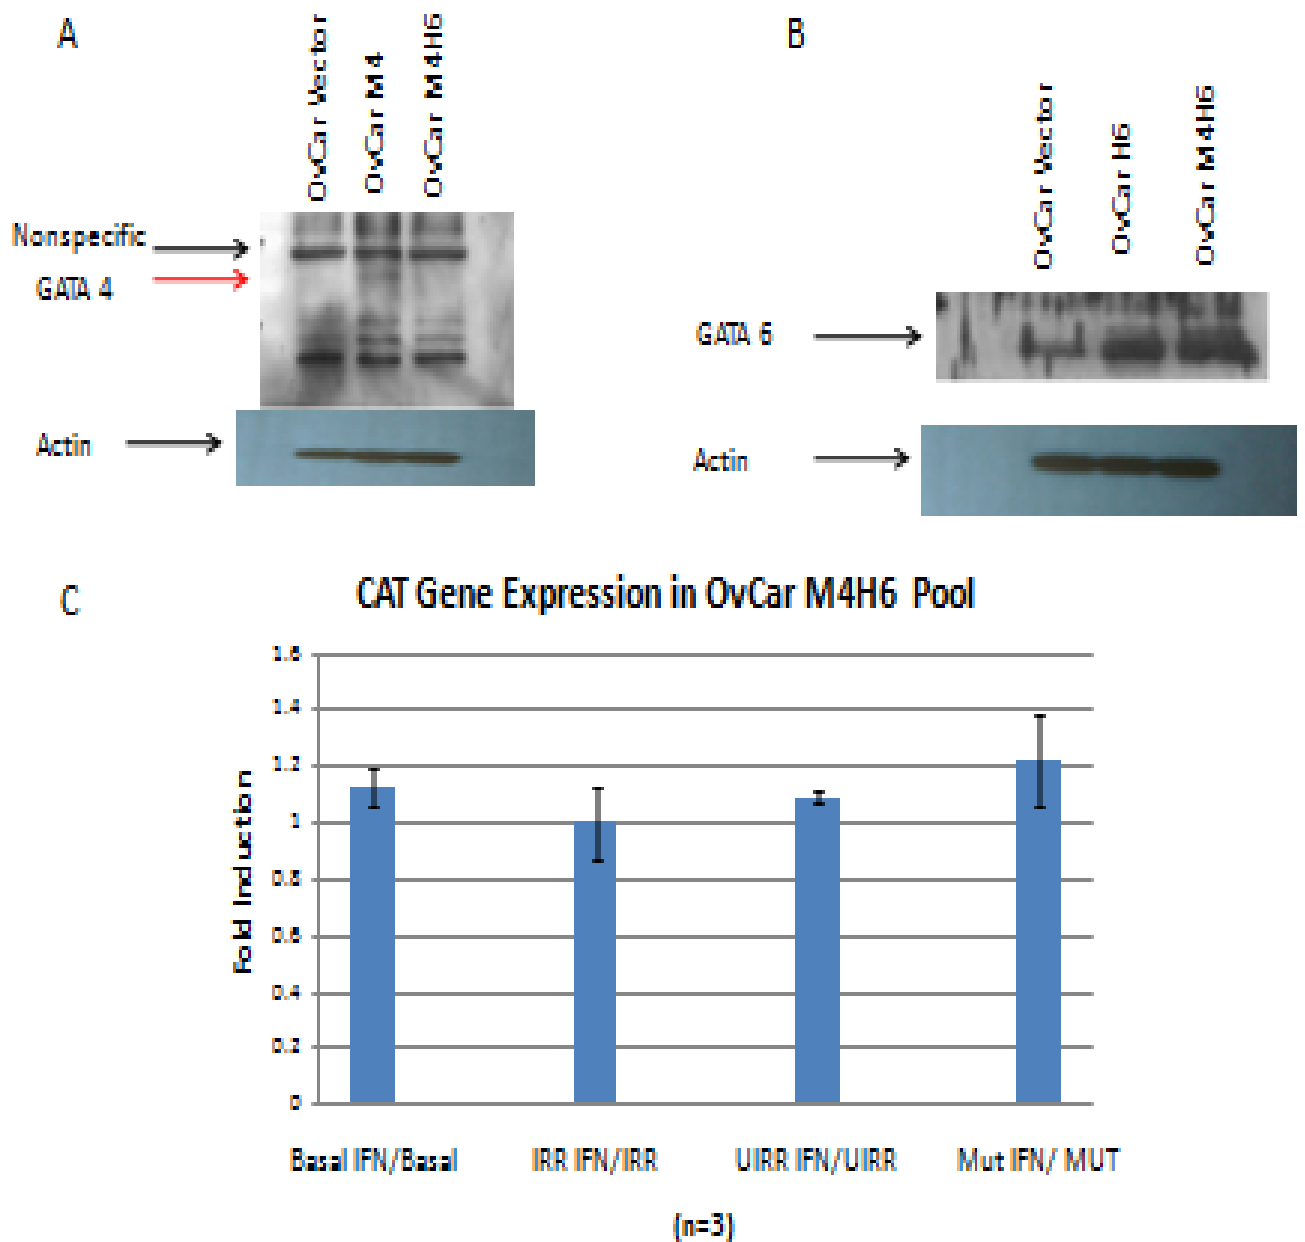 A
OvCar Vector
OvCar M4
OvCar M4H6
Nonspecific
GATA 4
Actin
B
OvCar Vector
OvCar H6
OvCar M4H6
GATA 6
Actin
C
CAT Gene Expression in OvCar M4H6 Pool
Fold Induction
1.6
1.4
1.2
1
0.8
0.6
0.4
0.2
0
Basal IFN/Basal
IRR IFN/IRR
UIRR IFN/UIRR
Mut IFN/ MUT
(n=3)